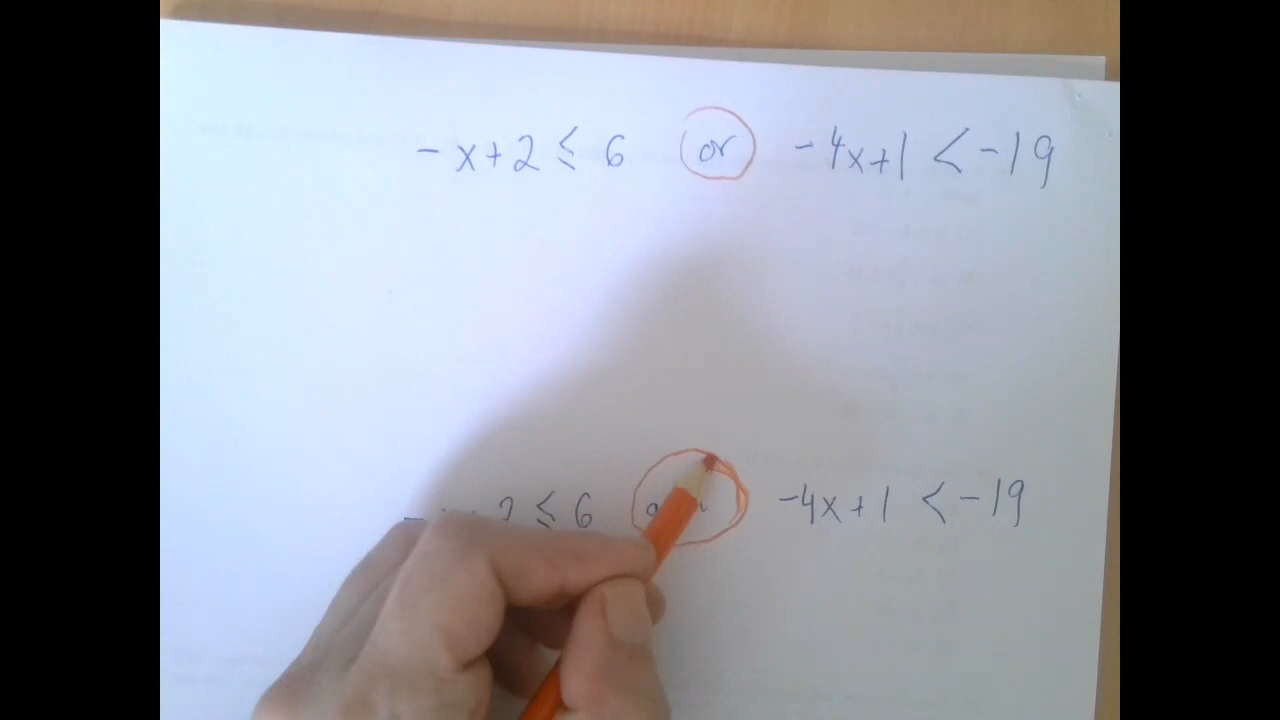 -x+2 ≤ 6 or -4x+1 < -19
2 ≤ 6 -4x+1 < -19